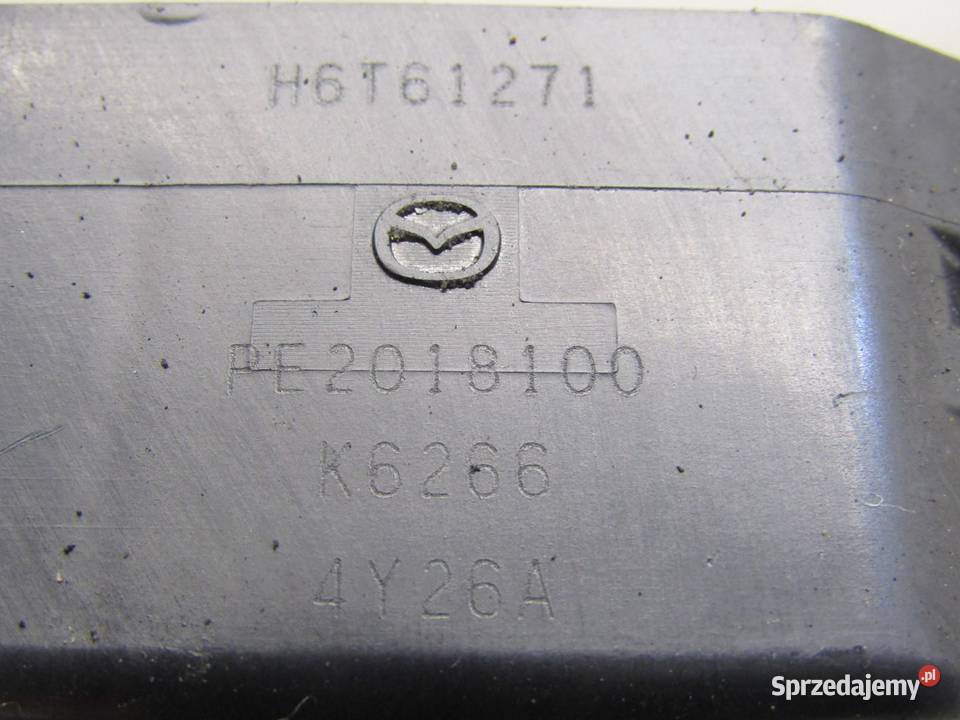 H6T61271
PE2018100
K6266
4Y26A
Sprzedajemy.pl